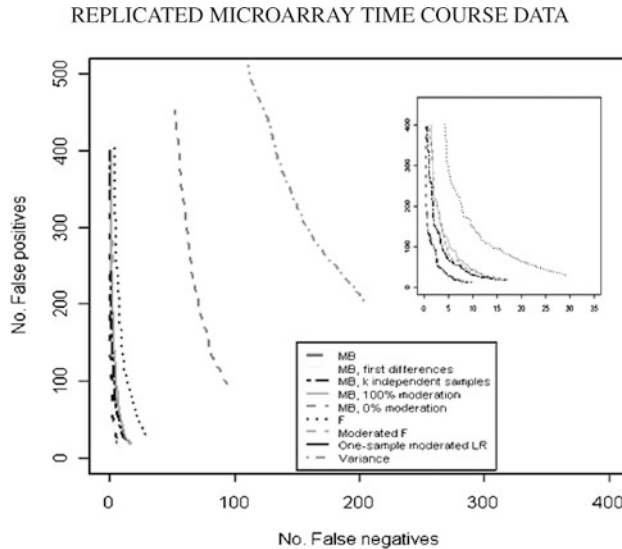 REPLICATED MICROARRAY TIME COURSE DATA
No. False positives
500
400
300
200
100
0
0
100
200
300
400
No. False negatives
400
300
200
100
0
0
5
10
15
20
25
30
35
MB
MB, first differences
MB, k independent samples
MB, 100% moderation
MB, 0% moderation
F
Moderated F
One-sample moderated LR
Variance